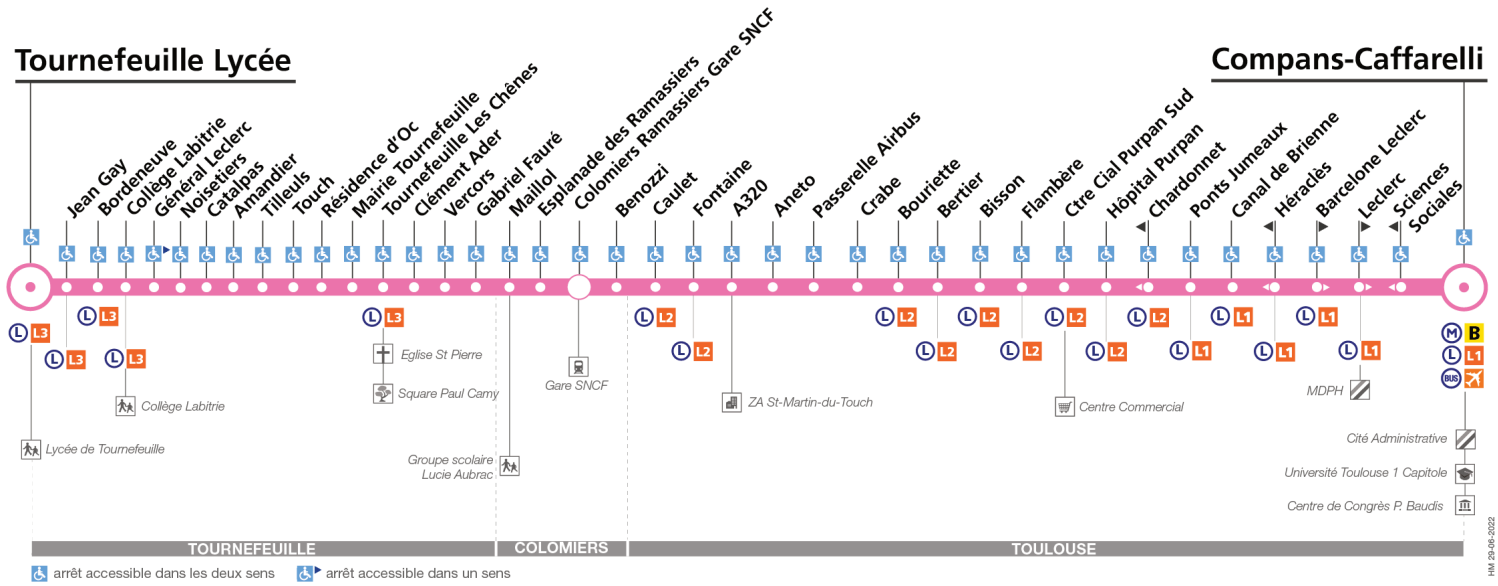 Tournefeuille Lycée
Compans-Caffarelli
Jean Gay
Bordeneuve
Collège Labitrie
Général Leclerc
Noisetiers
Catalpas
Amandier
Tilleuls
Touch
Résidence d'Oc
Mairie Tournefeuille
Tournefeuille Les Chênes
Clément Ader
Vercors
Gabriel Fauré
Maillol
Esplanade des Ramassiers
Colomiers Ramassiers Gare SNCF
Benozzi
Caulet
Fontaine
A320
Aneto
Passerelle Airbus
Crabe
Bouriette
Bertier
Bisson
Flambère
Ctre Cial Purpan Sud
Hôpital Purpan
Chardonnet
Ponts Jumeaux
Canal de Brienne
Héraclès
Barcelone Leclerc
Leclerc
Sciences
Sociales
L L3
L L3
L L3
L L3
L L3
L L2
L L2
L L2
L L2
L L2
L L2
L L2
L L2
L L2
L L1
L L1
L L1
L L1
L L1
M B
L L1
BUS
Eglise St Pierre
Square Paul Camy
Collège Labitrie
Lycée de Tournefeuille
Groupe scolaire
Lucie Aubrac
Gare SNCF
ZA St-Martin-du-Touch
Centre Commercial
MDPH
Cité Administrative
Université Toulouse 1 Capitole
Centre de Congrès P. Baudis
TOURNEFEUILLE
COLOMIERS
TOULOUSE
arrêt accessible dans les deux sens
arrêt accessible dans un sens
HM 29-06-2022